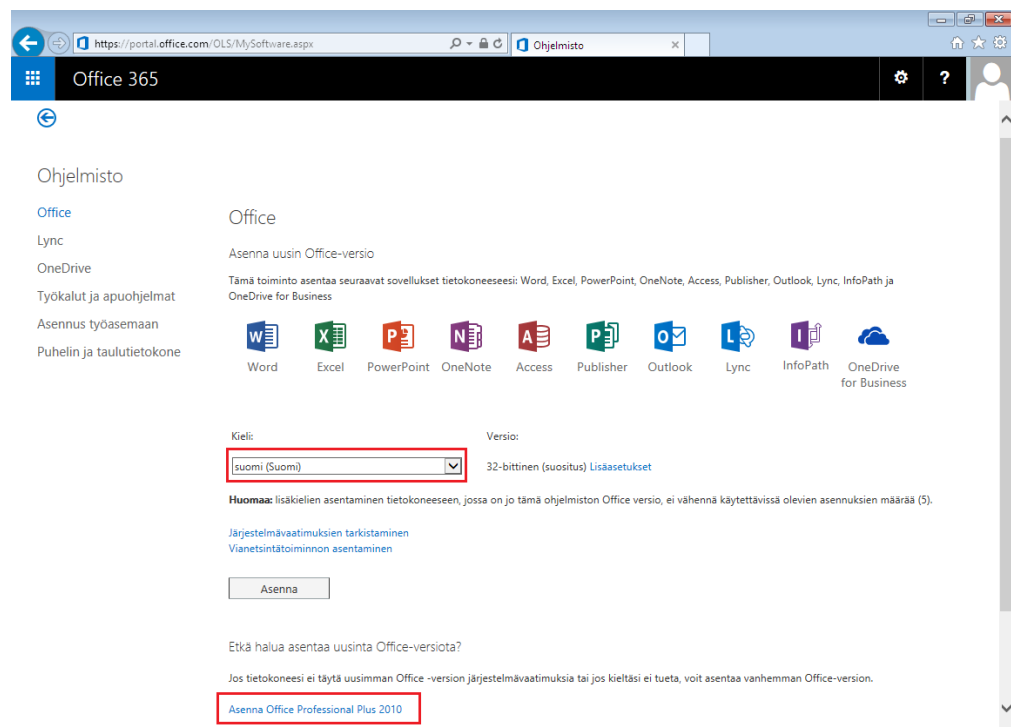 https://portal.office.com/OLS/MySoftware.aspx
Ohjelmisto
Office 365
?
Ohjelmisto
Office
Lync
OneDrive
Työkalut ja apuohjelmat
Asennus työasemaan
Puhelin ja taulutietokone
Office
Asenna uusin Office-versio
Tämä toiminto asentaa seuraavat sovellukset tietokoneeseesi: Word, Excel, PowerPoint, OneNote, Access, Publisher, Outlook, Lync, InfoPath ja
OneDrive for Business
Word Excel PowerPoint OneNote Access Publisher Outlook Lync InfoPath OneDrive
for Business
Kieli: Versio:
suomi (Suomi) 32-bittinen (suositus) Lisäasetukset
Huomaa: lisäkielien asentaminen tietokoneeseen, jossa on jo tämä ohjelmiston Office versio, ei vähennä käytettävissä olevien asennuksien määrää (5).
Järjestelmävaatimuksien tarkistaminen
Vianetsintätoiminnon asentaminen
Asenna
Etkä halua asentaa uusinta Office-versiota?
Jos tietokoneesi ei täytä uusimman Office -version järjestelmävaatimuksia tai jos kieltäsi ei tueta, voit asentaa vanhemman Office-version.
Asenna Office Professional Plus 2010